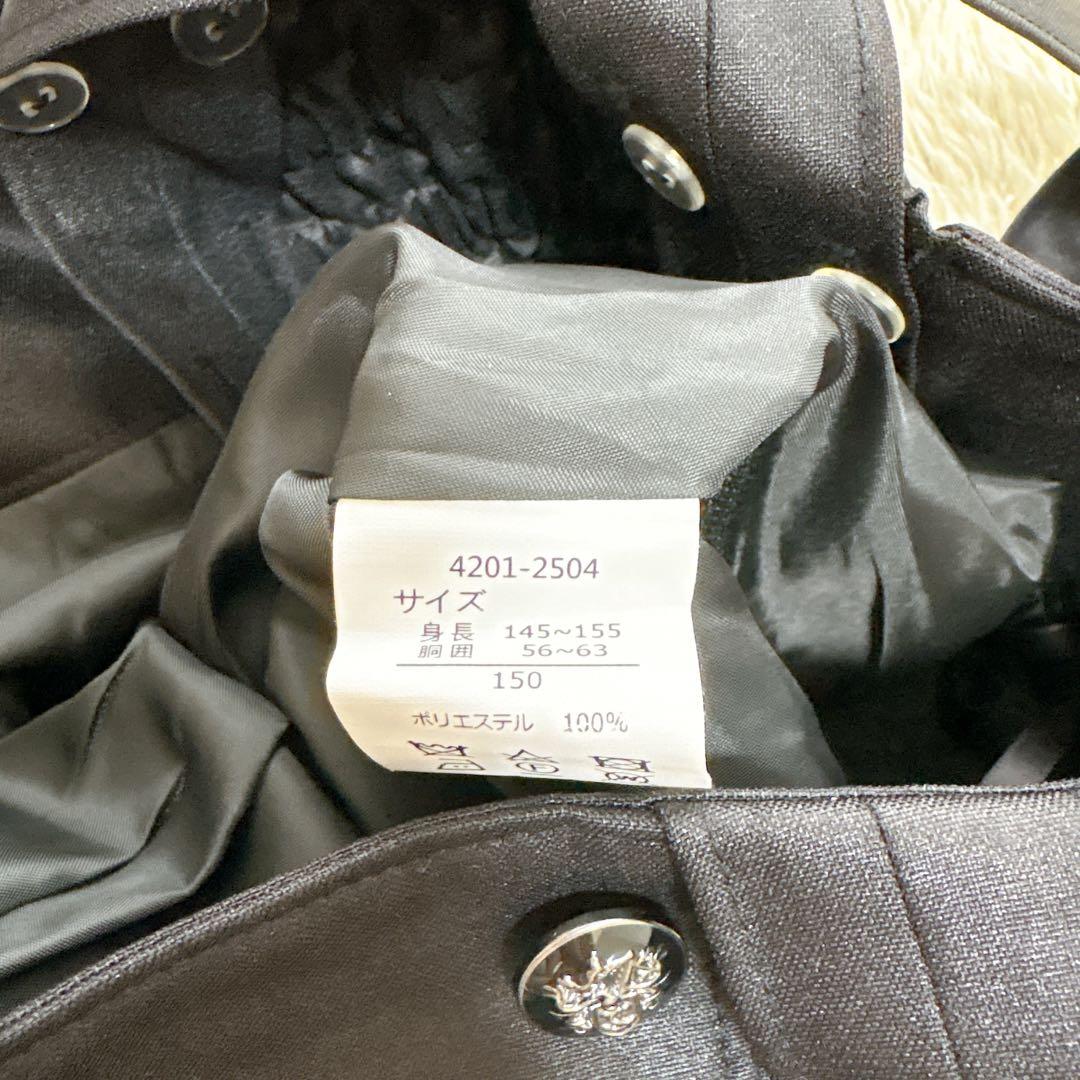 4201-2504
サイズ
身長 145~155
胴囲 56~63
150
ポリエステル 100%